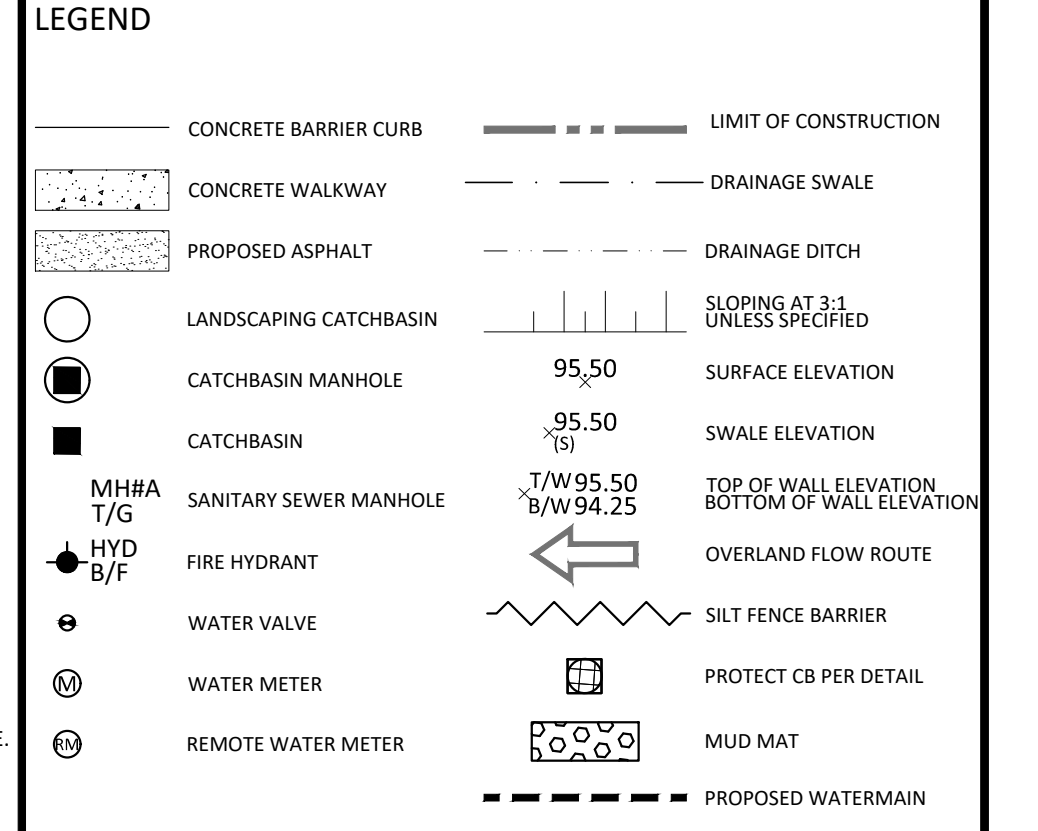 LEGEND
CONCRETE BARRIER CURB
CONCRETE WALKWAY
PROPOSED ASPHALT
LANDSCAPING CATCHBASIN
CATCHBASIN MANHOLE
CATCHBASIN
MH#A
T/G
SANITARY SEWER MANHOLE
HYD
B/F
FIRE HYDRANT
WATER VALVE
M
WATER METER
E.
RM
REMOTE WATER METER
LIMIT OF CONSTRUCTION
DRAINAGE SWALE
DRAINAGE DITCH
SLOPING AT 3:1
UNLESS SPECIFIED
95.50
SURFACE ELEVATION
95.50
(S)
SWALE ELEVATION
T/W 95.50
B/W 94.25
TOP OF WALL ELEVATION
BOTTOM OF WALL ELEVATION
OVERLAND FLOW ROUTE
SILT FENCE BARRIER
PROTECT CB PER DETAIL
MUD MAT
PROPOSED WATERMAIN